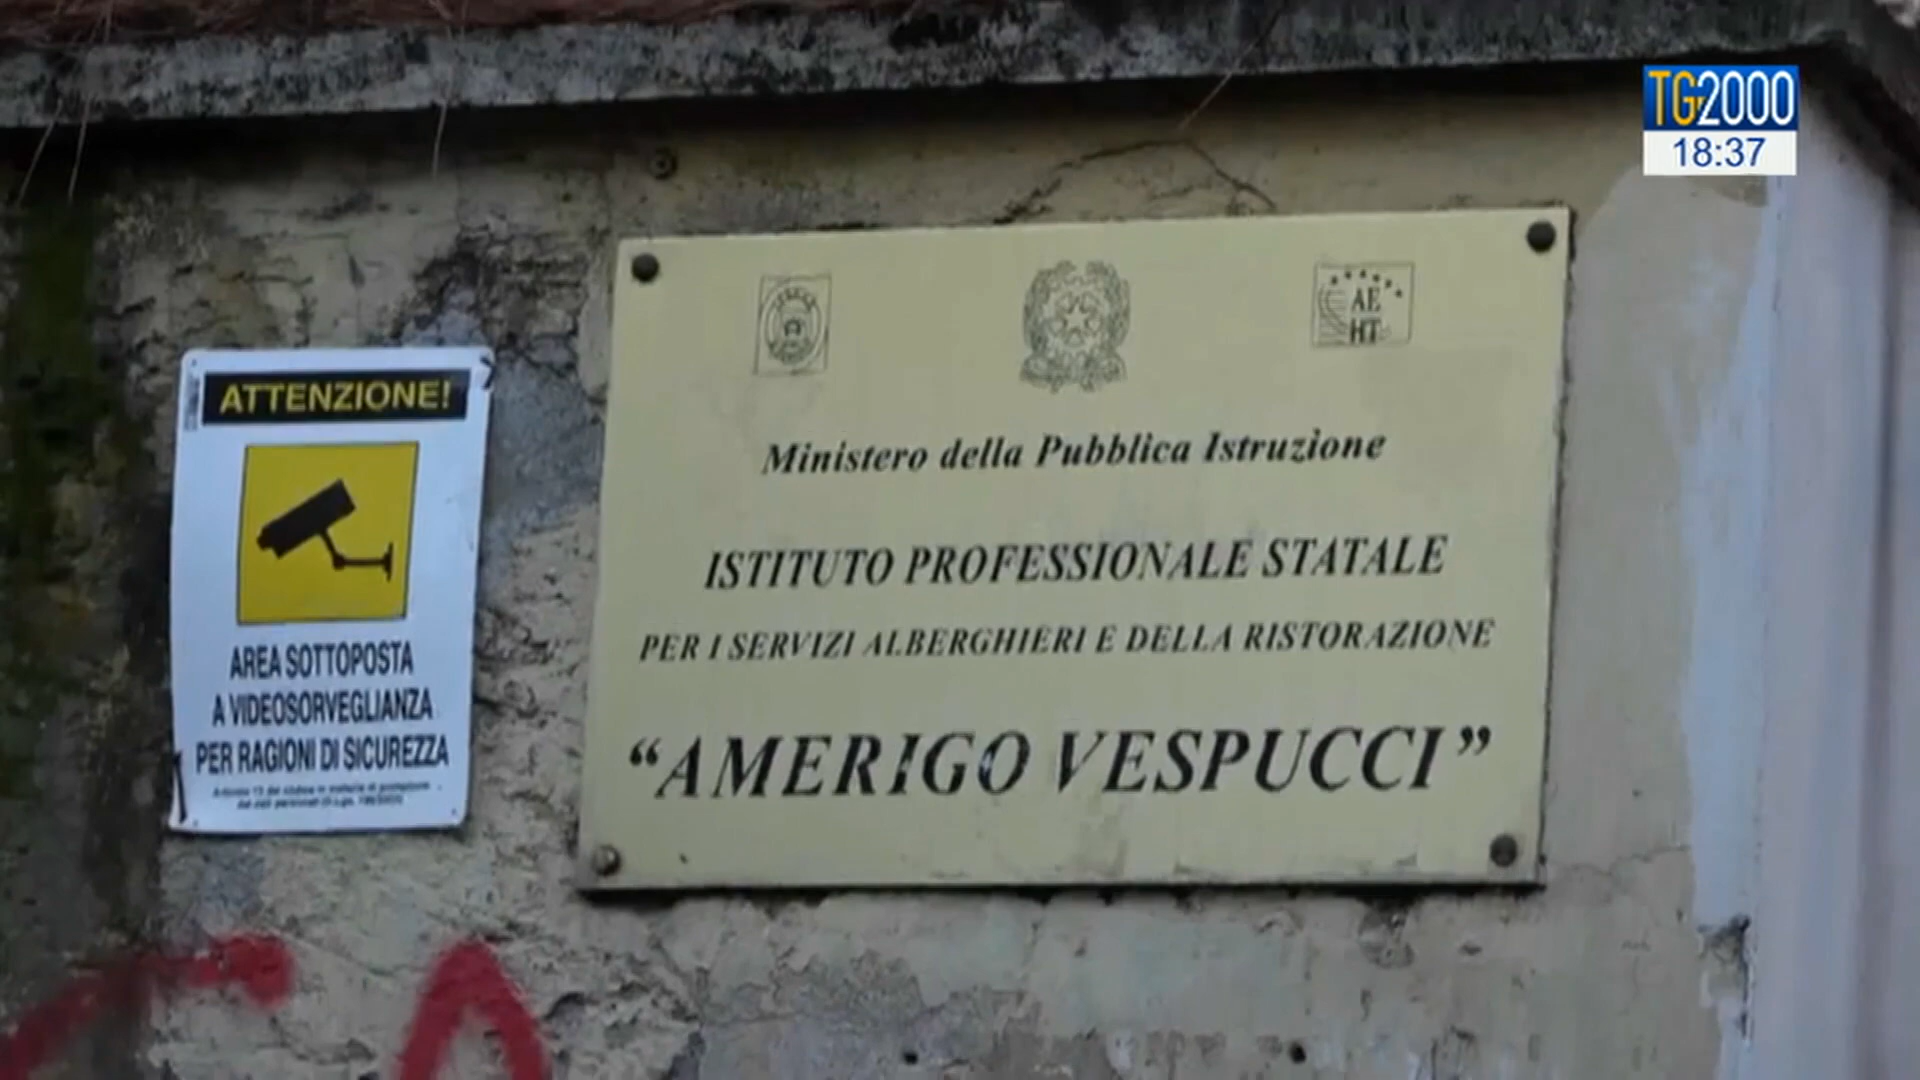 TG2000
18:37
ATTENZIONE!
AREA SOTTOPOSTA
A VIDEOSORVEGLIANZA
PER RAGIONI DI SICUREZZA
AE
HT
Ministero della Pubblica Istruzione
ISTITUTO PROFESSIONALE STATALE
PER I SERVIZI ALBERGHIERI E DELLA RISTORAZIONE
“AMERIGO VESPUCCI”